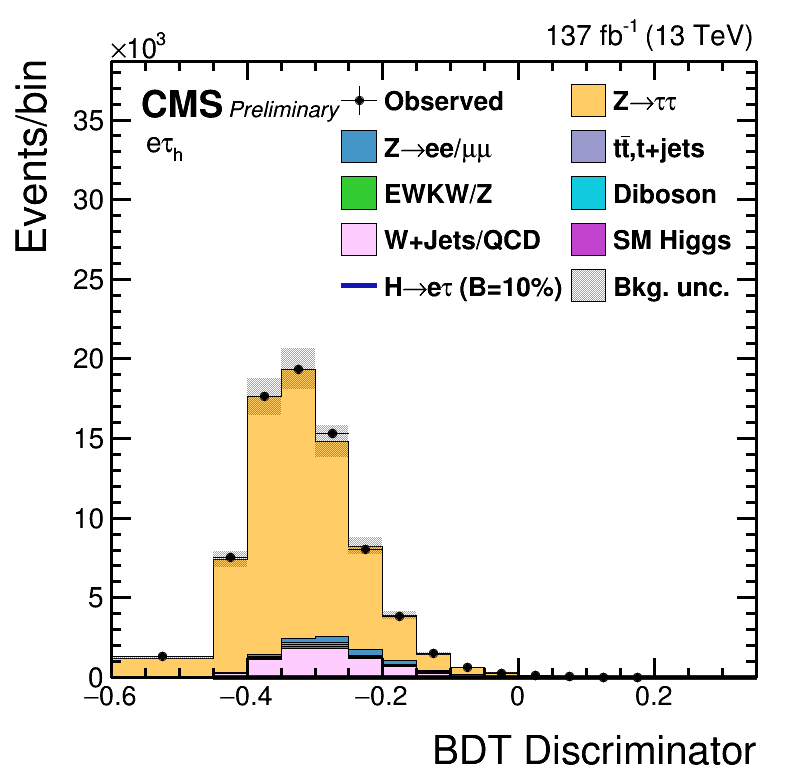 ×10³
137 fb⁻¹ (13 TeV)
Events/bin
CMS Preliminary
eτₕ
Observed
Z→ττ
Z→ee/μμ
tt̄,t+jets
EWKW/Z
Diboson
W+Jets/QCD
SM Higgs
H→eτ (B=10%)
Bkg. unc.
35
30
25
20
15
10
5
0
−0.6
−0.4
−0.2
0
0.2
BDT Discriminator